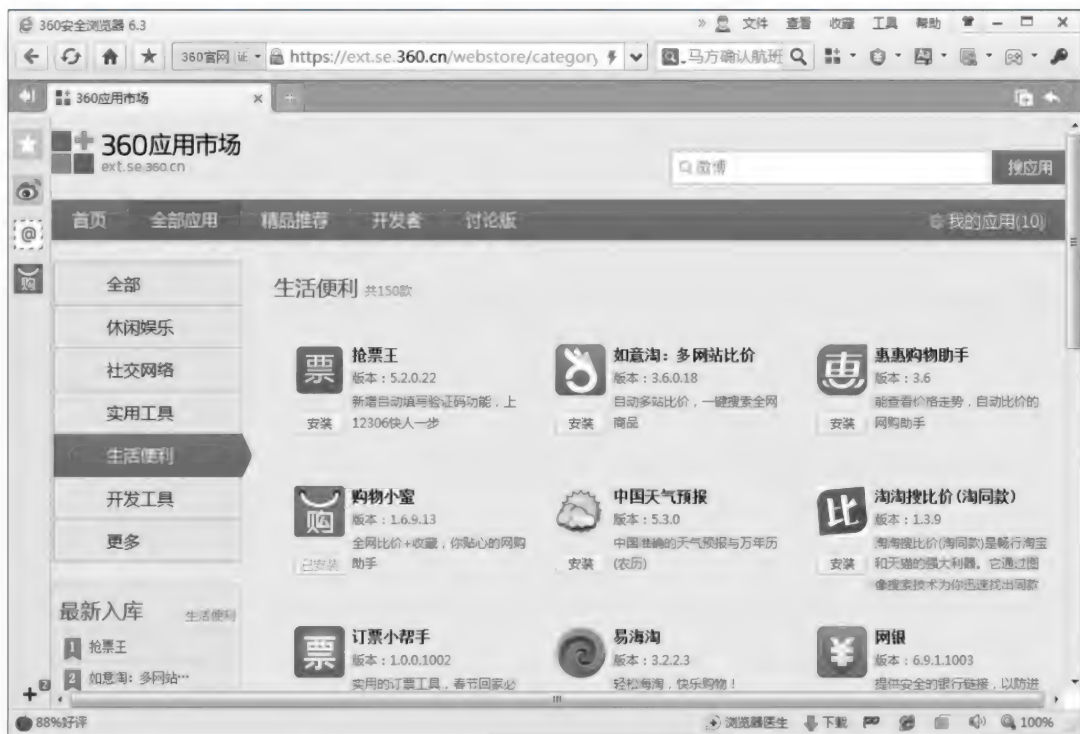 360安全浏览器 6.3
» 文件 查看 收藏 工具 帮助
360官网 证 https://ext.se.360.cn/webstore/category 马方确认航班
360应用市场
360应用市场
ext.se.360.cn
微博 搜应用
首页 全部应用 精品推荐 开发者 讨论版 我的应用(10)
全部
休闲娱乐
社交网络
实用工具
生活便利
开发工具
更多
最新入库 生活便利
1 抢票王
2 如意淘：多网站…
生活便利 共150款
票 抢票王
版本：5.2.0.22
新增自动填写验证码功能，上
12306快人一步
安装
如意淘：多网站比价
版本：3.6.0.18
自动多站比价，一键搜索全网
商品
安装
惠 惠惠购物助手
版本：3.6
能查看价格走势，自动比价的
网购助手
安装
购 购物小蜜
版本：1.6.9.13
全网比价+收藏，你贴心的网购
助手
已安装
中国天气预报
版本：5.3.0
中国准确的天气预报与万年历
(农历)
安装
比 淘淘搜比价(淘同款)
版本：1.3.9
淘淘搜比价(淘同款)是畅行淘宝
和天猫的强大利器。它通过图
像搜索技术为你迅速找出同款
安装
票 订票小帮手
版本：1.0.0.1002
实用的订票工具，春节回家必
易海淘
版本：3.2.2.3
轻松海淘，快乐购物！
¥ 网银
版本：6.9.1.1003
提供安全的银行链接，以防进
88%好评 浏览器医生 下载 100%